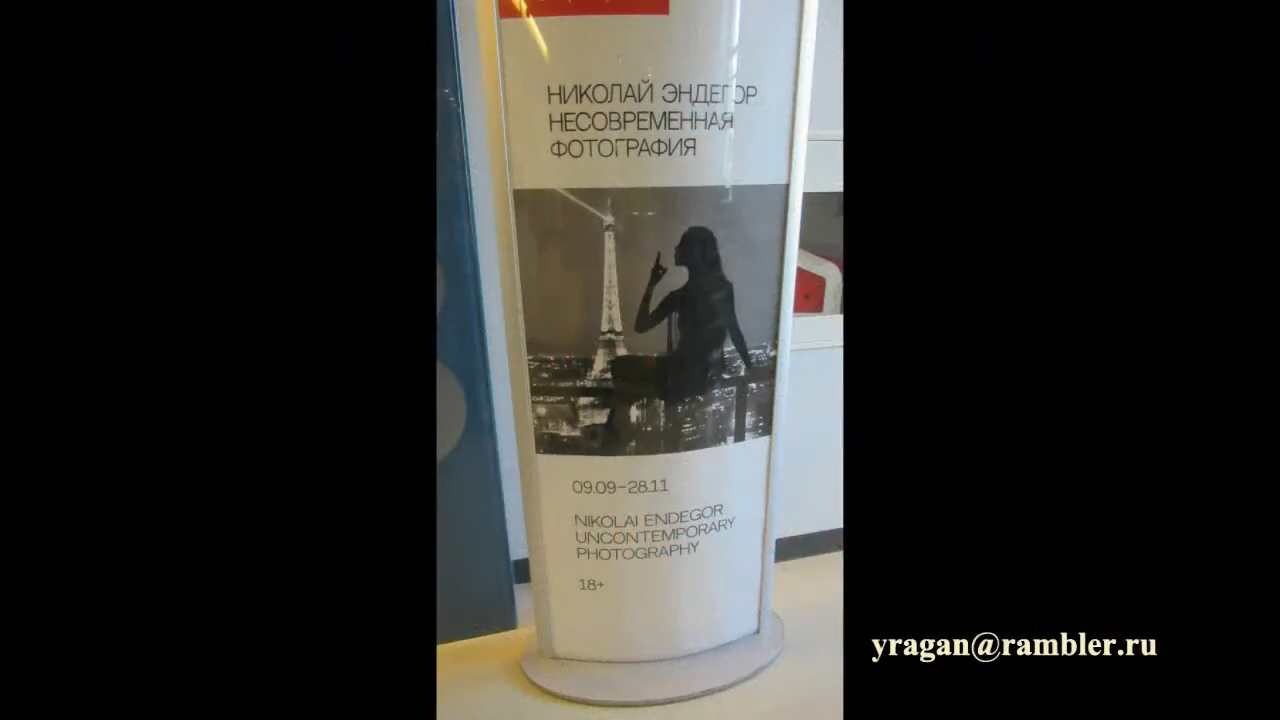 НИКОЛАЙ ЭНДЕГОР
НЕСОВРЕМЕННАЯ
ФОТОГРАФИЯ
09.09–28.11
NIKOLAI ENDEGOR
UNCONTEMPORARY
PHOTOGRAPHY
18+
yragan@rambler.ru